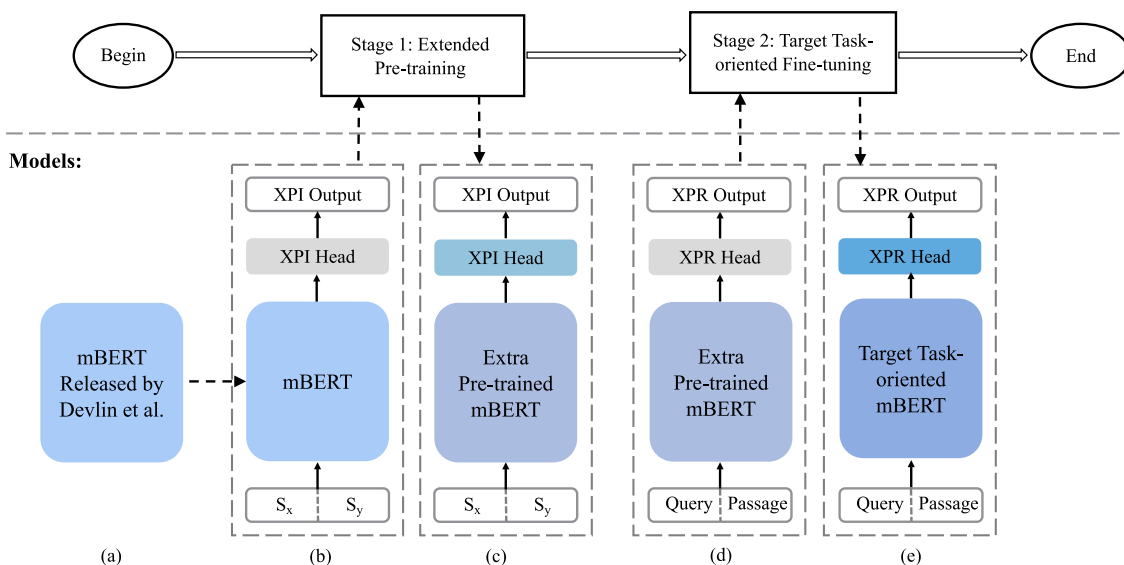 Begin
Stage 1: Extended
Pre-training
Stage 2: Target Task-
oriented Fine-tuning
End
Models:
mBERT
Released by
Devlin et al.
(a)
XPI Output
XPI Head
mBERT
Sx Sy
(b)
XPI Output
XPI Head
Extra
Pre-trained
mBERT
Sx Sy
(c)
XPR Output
XPR Head
Extra
Pre-trained
mBERT
Query Passage
(d)
XPR Output
XPR Head
Target Task-
oriented
mBERT
Query Passage
(e)